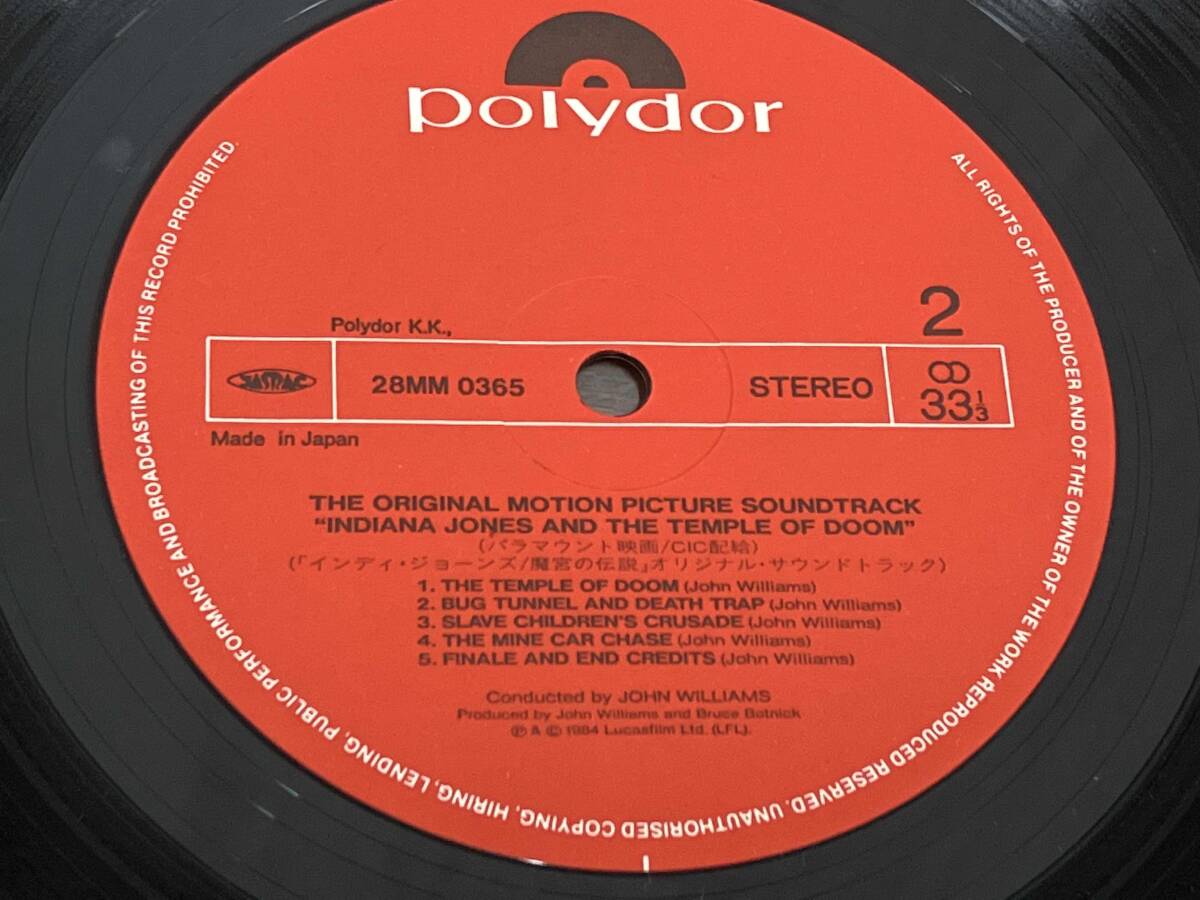 polydor
Polydor K.K.,
2
JASRAC
28MM 0365
STEREO
33⅓
Made in Japan
THE ORIGINAL MOTION PICTURE SOUNDTRACK
“INDIANA JONES AND THE TEMPLE OF DOOM”
(パラマウント映画/CIC配給)
(「インディ・ジョーンズ/魔宮の伝説」オリジナル・サウンドトラック)
1. THE TEMPLE OF DOOM (John Williams)
2. BUG TUNNEL AND DEATH TRAP (John Williams)
3. SLAVE CHILDREN'S CRUSADE (John Williams)
4. THE MINE CAR CHASE (John Williams)
5. FINALE AND END CREDITS (John Williams)
Conducted by JOHN WILLIAMS
Produced by John Williams and Bruce Botnick
℗ & © 1984 Lucasfilm Ltd. (LFL).
ALL RIGHTS OF THE PRODUCER AND OF THE OWNER OF THE WORK REPRODUCED RESERVED. UNAUTHORISED COPYING, HIRING, LENDING, PUBLIC PERFORMANCE AND BROADCASTING OF THIS RECORD PROHIBITED.